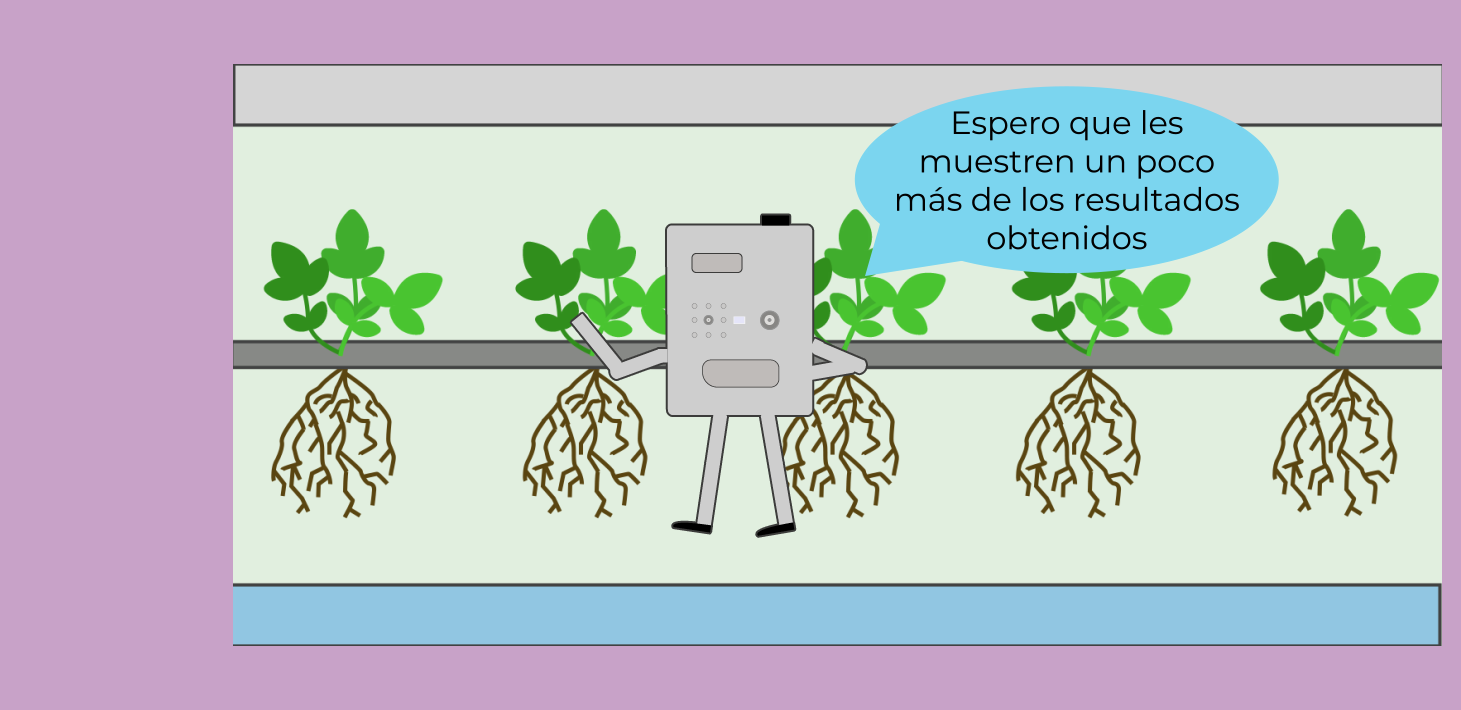 Espero que les
muestren un poco
más de los resultados
obtenidos